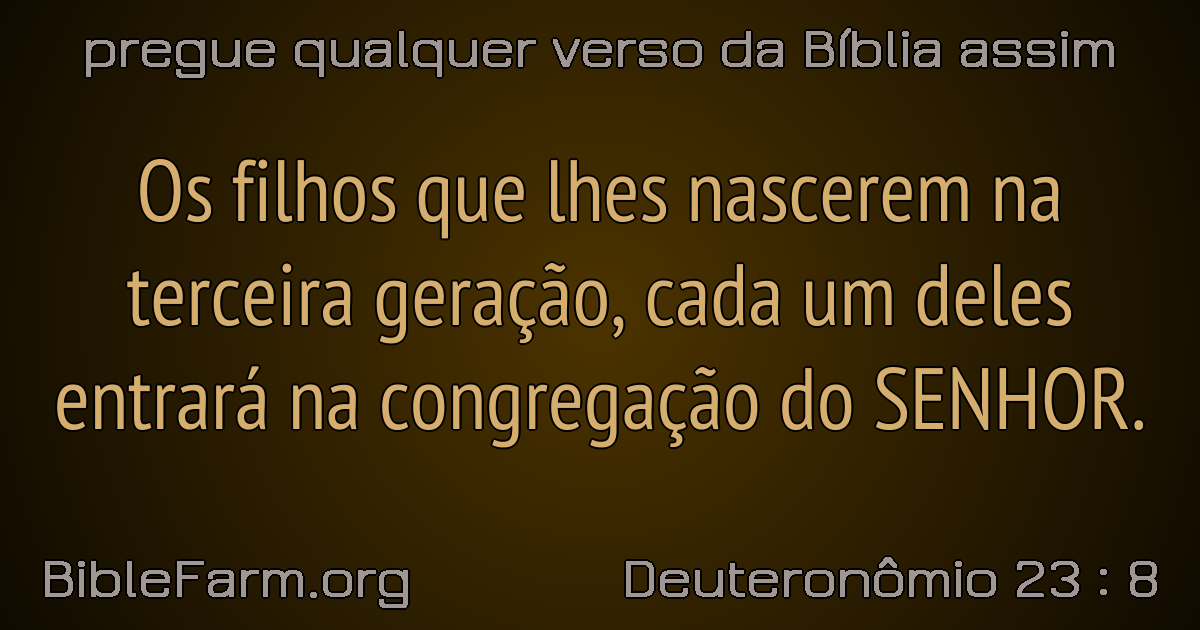 pregue qualquer verso da Bíblia assim
Os filhos que lhes nascerem na
terceira geração, cada um deles
entrará na congregação do SENHOR.
BibleFarm.org
Deuteronômio 23 : 8